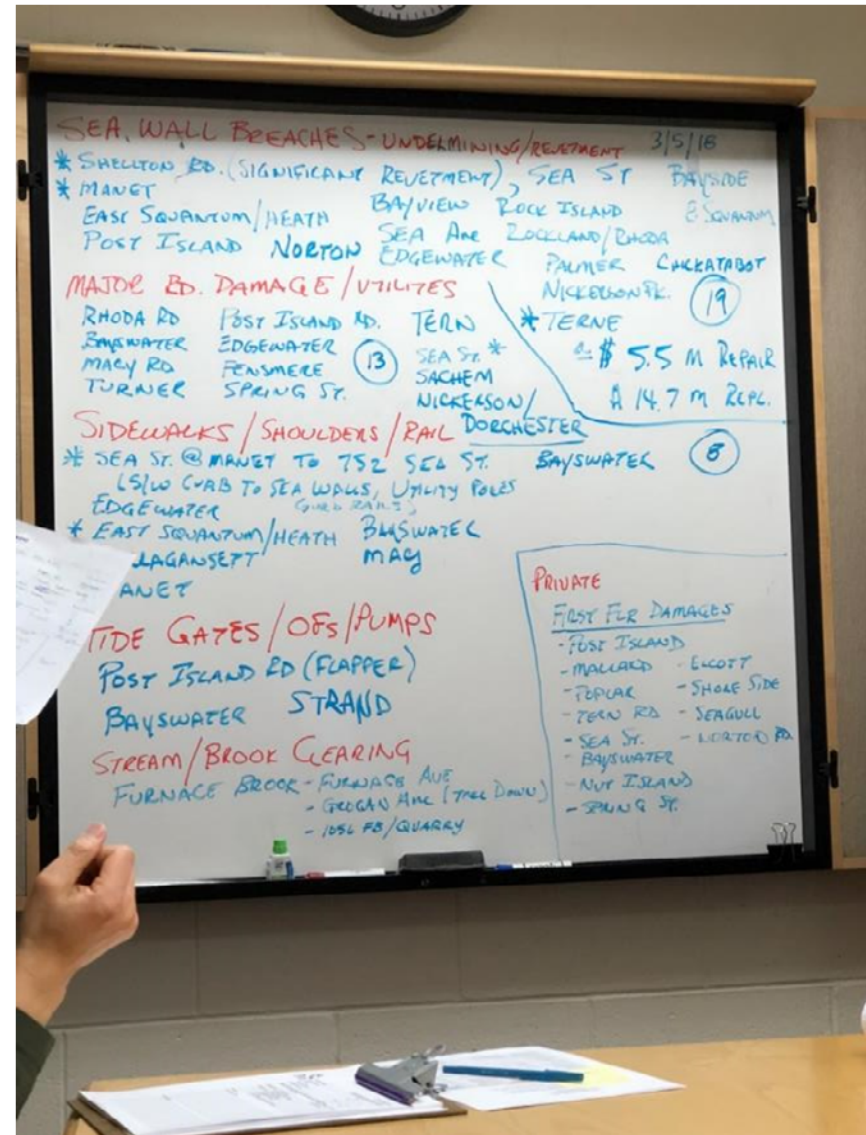 SEA WALL BREACHES - UNDERMINING/REVETMENT 3/5/18
* SHELLTON RD. (SIGNIFICANT REVETMENT), SEA ST BAYSIDE
* MANET BAYVIEW ROCK ISLAND E SQUANTUM
EAST SQUANTUM/HEATH SEA AVE ROCKLAND/RHODA
POST ISLAND NORTON EDGEWATER PALMER CHICKATABOT
NICKERSON PK. 19
* TERNE
$ 5.5 M REPAIR
14.7 M REPL.
MAJOR RD. DAMAGE/UTILITES
RHODA RD POST ISLAND RD. TERN
BAYSWATER EDGEWATER 13 SEA ST. *
MACY RD FENSMERE SACHEM
TURNER SPRING ST. NICKERSON/
DORCHESTER
SIDEWALKS/SHOULDERS/RAIL
* SEA ST. @ MANET TO 752 SEA ST. BAYSWATER 8
(S/W CURB TO SEA WALLS, UTILITY POLES
EDGEWATER GUARD RAILS)
* EAST SQUANTUM/HEATH BAYSWATER
LAGANSETT MACY
ANET
TIDE GATES/OFS/PUMPS
POST ISLAND RD (FLAPPER)
BAYSWATER STRAND
STREAM/BROOK CLEARING
FURNACE BROOK - FURNACE AVE
- GROGAN AVE (TREE DOWN)
- 1056 FB/QUARRY
PRIVATE
FIRST FLR DAMAGES
- POST ISLAND
- MALLARD - ELCOTT
- POPLAR - SHORE SIDE
- TERN RD - SEAGULL
- SEA ST. - NORTON RD.
- BAYSWATER
- NUT ISLAND
- SPRING ST.